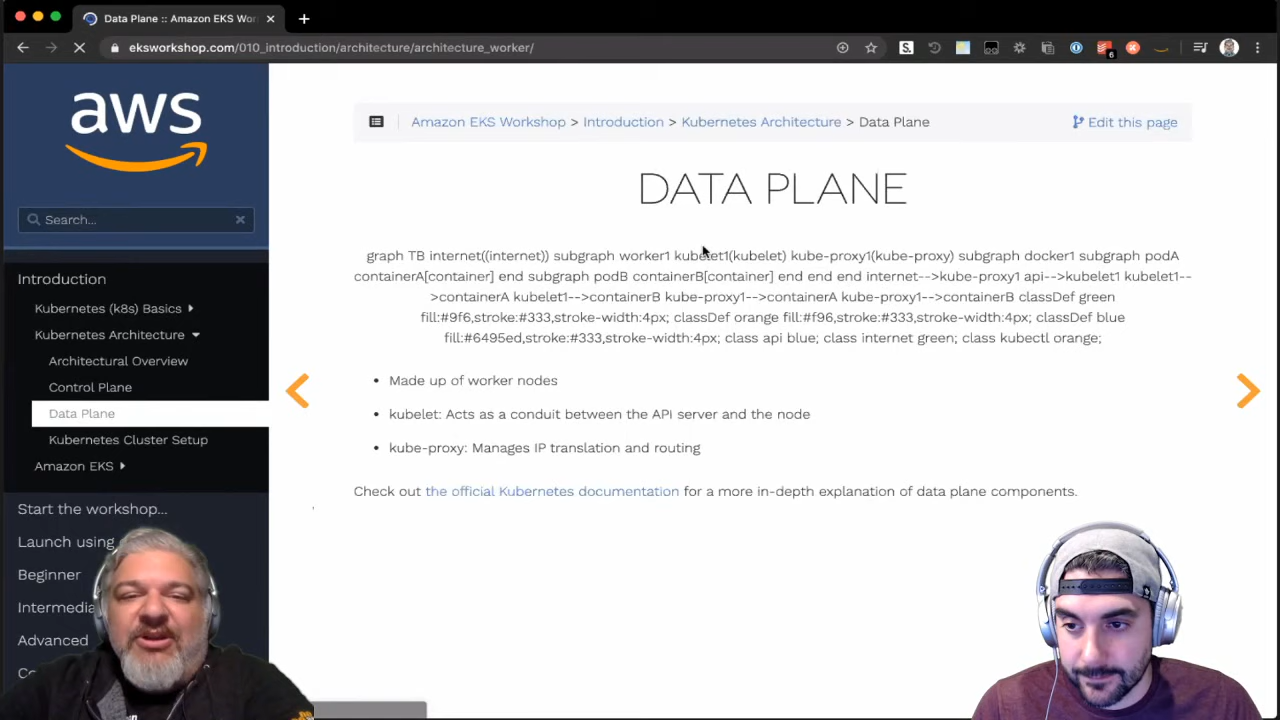 Data Plane :: Amazon EKS Wor
eksworkshop.com/010_introduction/architecture/architecture_worker/
6
aws
Search...
Introduction
Kubernetes (k8s) Basics
Kubernetes Architecture
Architectural Overview
Control Plane
Data Plane
Kubernetes Cluster Setup
Amazon EKS
Start the workshop...
Launch using
Beginner
Intermedia
Advanced
Co
Amazon EKS Workshop > Introduction > Kubernetes Architecture > Data Plane
Edit this page
DATA PLANE
graph TB internet((internet)) subgraph worker1 kubelet1(kubelet) kube-proxy1(kube-proxy) subgraph docker1 subgraph podA
containerA[container] end subgraph podB containerB[container] end end end internet-->kube-proxy1 api-->kubelet1 kubelet1--
>containerA kubelet1-->containerB kube-proxy1-->containerA kube-proxy1-->containerB classDef green
fill:#9f6,stroke:#333,stroke-width:4px; classDef orange fill:#f96,stroke:#333,stroke-width:4px; classDef blue
fill:#6495ed,stroke:#333,stroke-width:4px; class api blue; class internet green; class kubectl orange;
• Made up of worker nodes
• kubelet: Acts as a conduit between the API server and the node
• kube-proxy: Manages IP translation and routing
Check out the official Kubernetes documentation for a more in-depth explanation of data plane components.